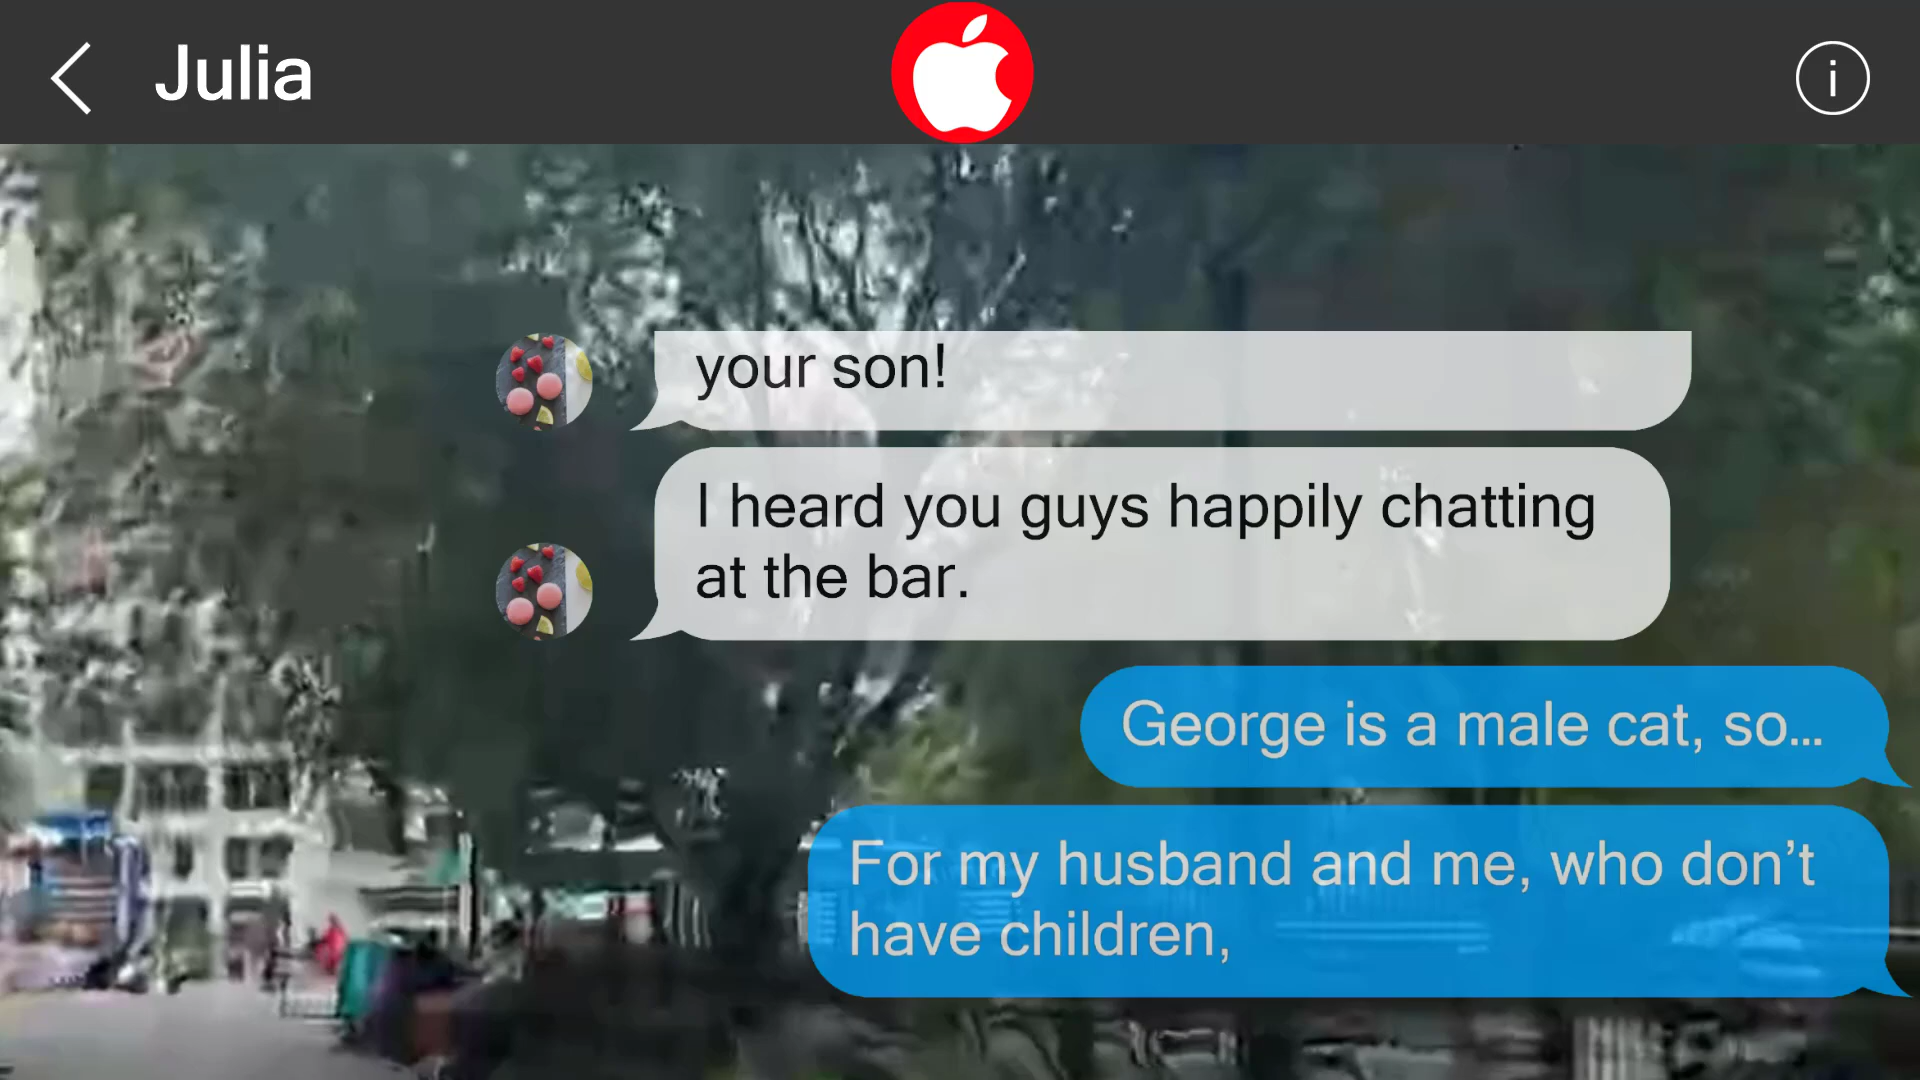 Julia
i
your son!
I heard you guys happily chatting
at the bar.
George is a male cat, so...
For my husband and me, who don’t
have children,